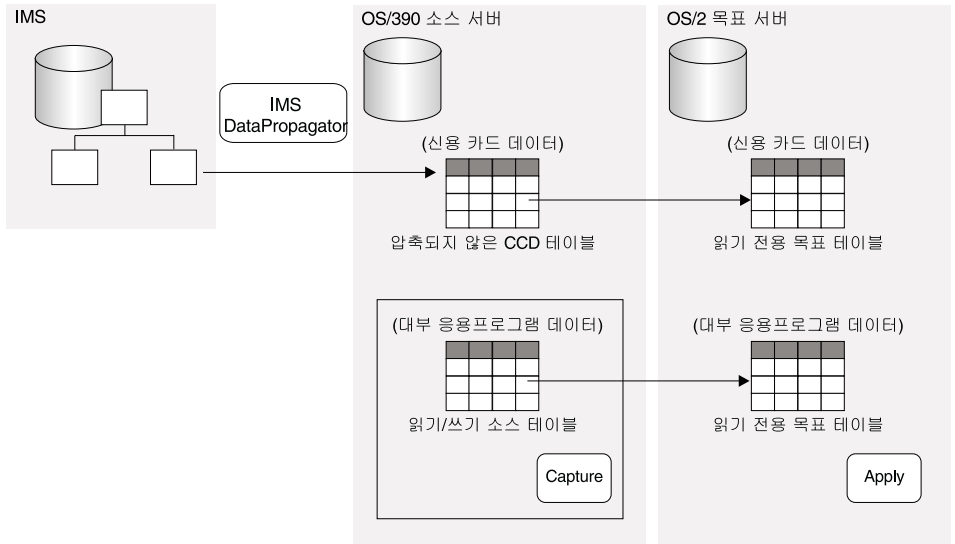 IMS
OS/390 소스 서버
OS/2 목표 서버
IMS
DataPropagator
(신용 카드 데이터)
(신용 카드 데이터)
압축되지 않은 CCD 테이블
읽기 전용 목표 테이블
(대부 응용프로그램 데이터)
(대부 응용프로그램 데이터)
읽기/쓰기 소스 테이블
읽기 전용 목표 테이블
Capture
Apply